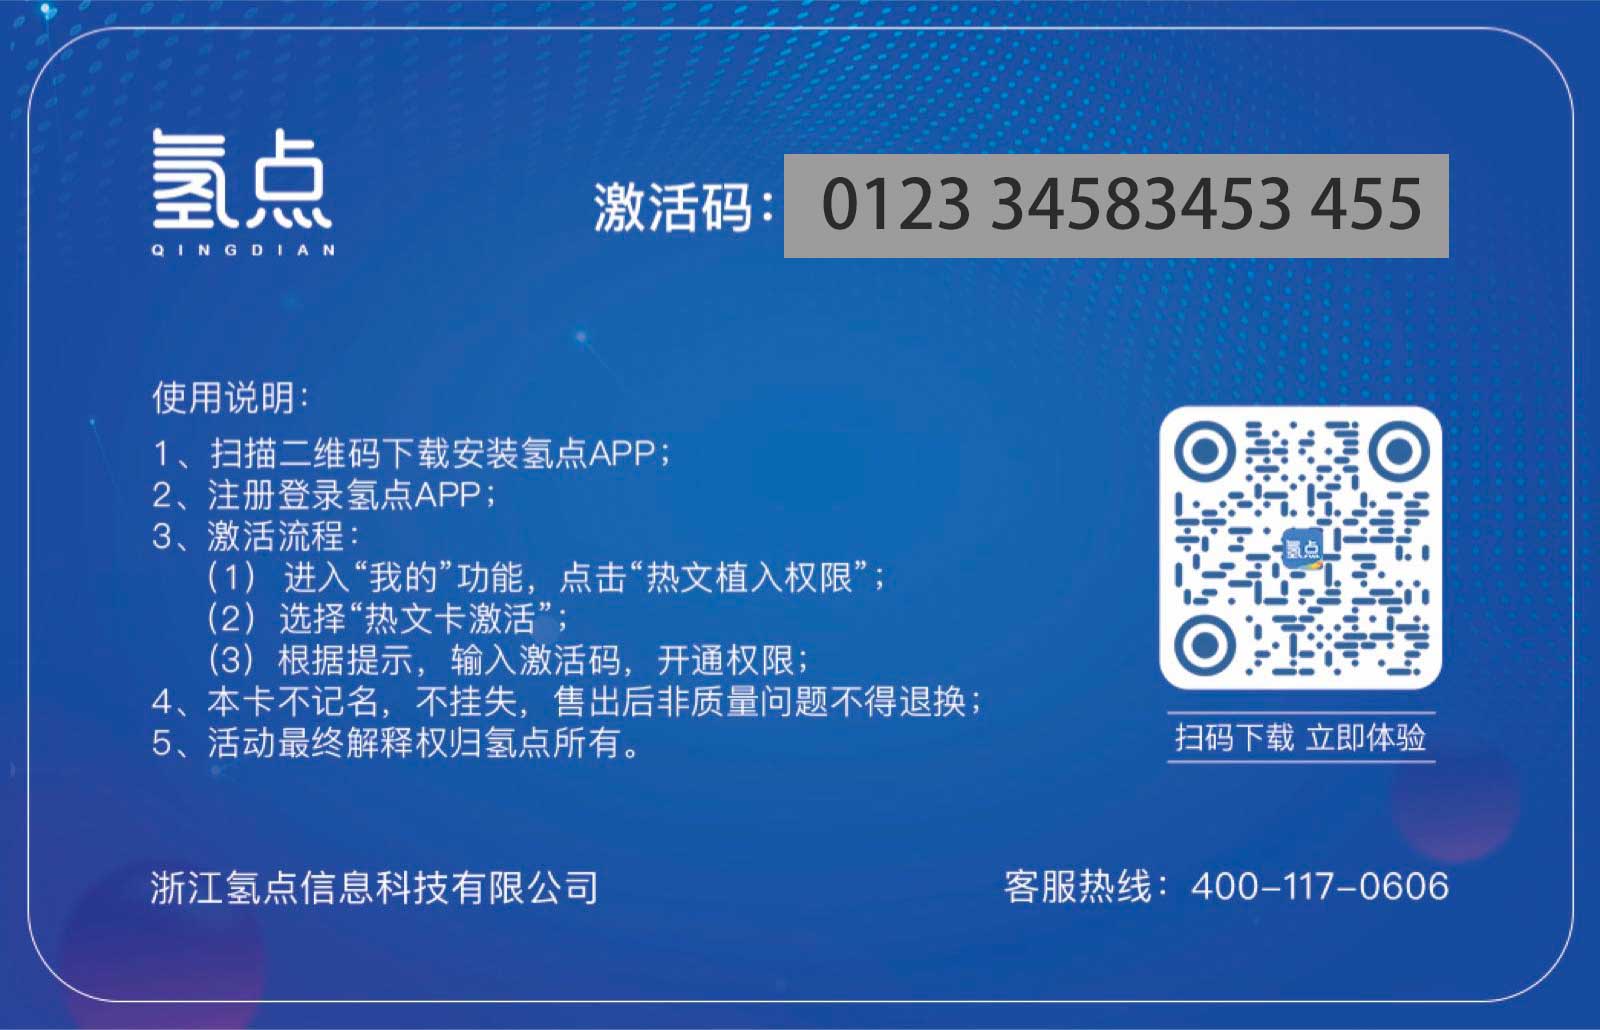 氢点
QINGDIAN
激活码：0123 34583453 455
使用说明：
1、扫描二维码下载安装氢点APP；
2、注册登录氢点APP；
3、激活流程：
（1）进入“我的”功能，点击“热文植入权限”；
（2）选择“热文卡激活”；
（3）根据提示，输入激活码，开通权限；
4、本卡不记名，不挂失，售出后非质量问题不得退换；
5、活动最终解释权归氢点所有。
氢点
扫码下载 立即体验
浙江氢点信息科技有限公司
客服热线：400-117-0606